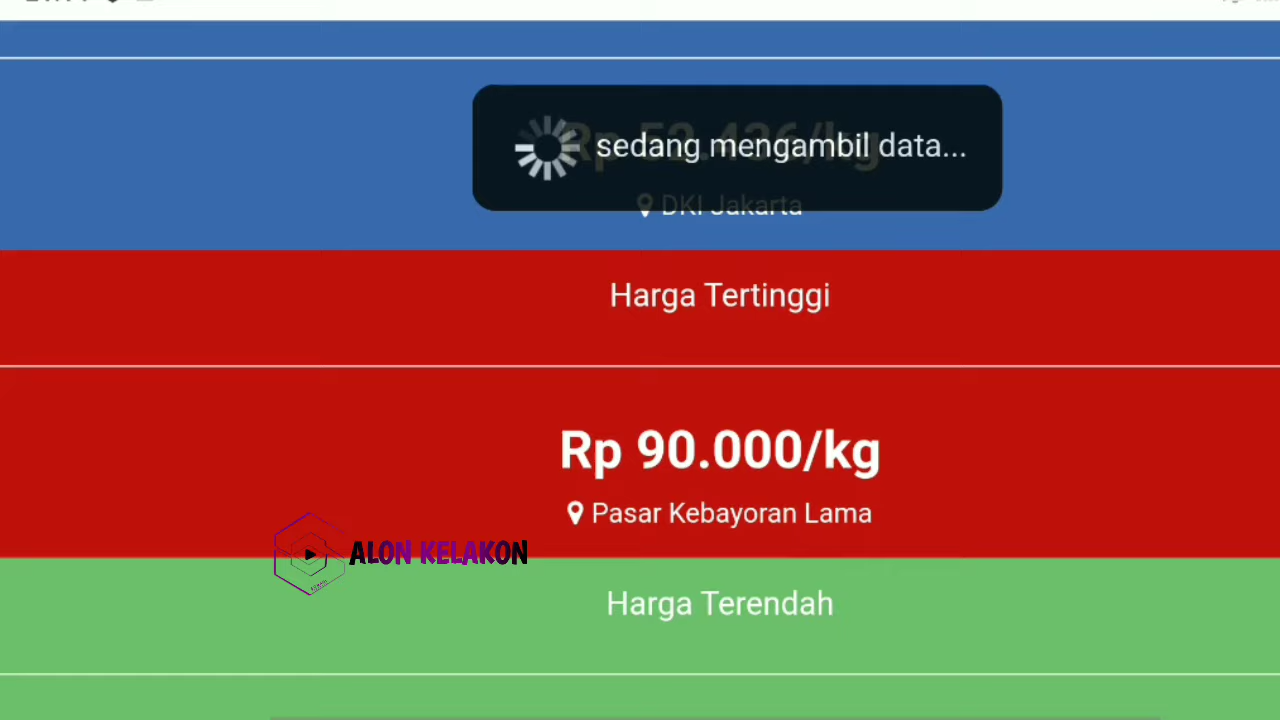 sedang mengambil data...
DKI Jakarta
Harga Tertinggi
Rp 90.000/kg
Pasar Kebayoran Lama
ALON KELAKON
Harga Terendah